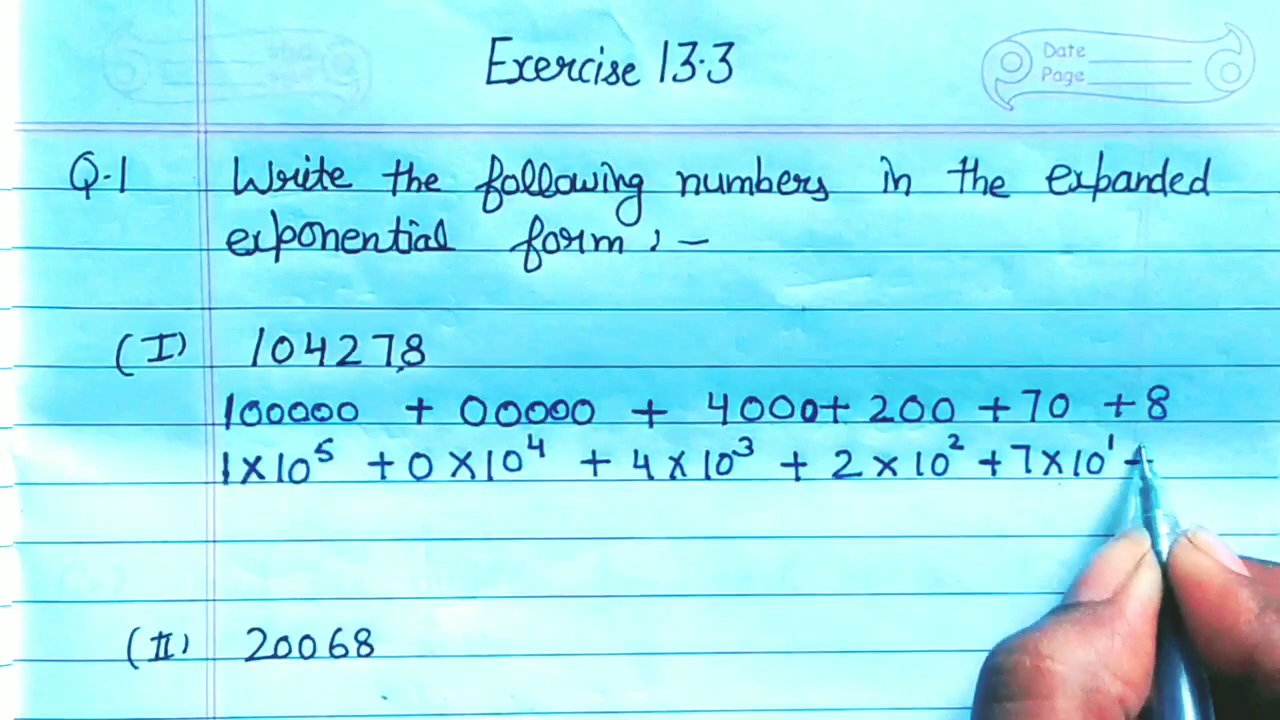 Exercise 13.3
Date
Page
Q.1 Write the following numbers in the expanded
exponential form :-
(I) 104278
100000 + 00000 + 4000+ 200 + 70 + 8
1×10⁵ + 0×10⁴ + 4×10³ + 2×10² + 7×10¹ +
(II) 20068